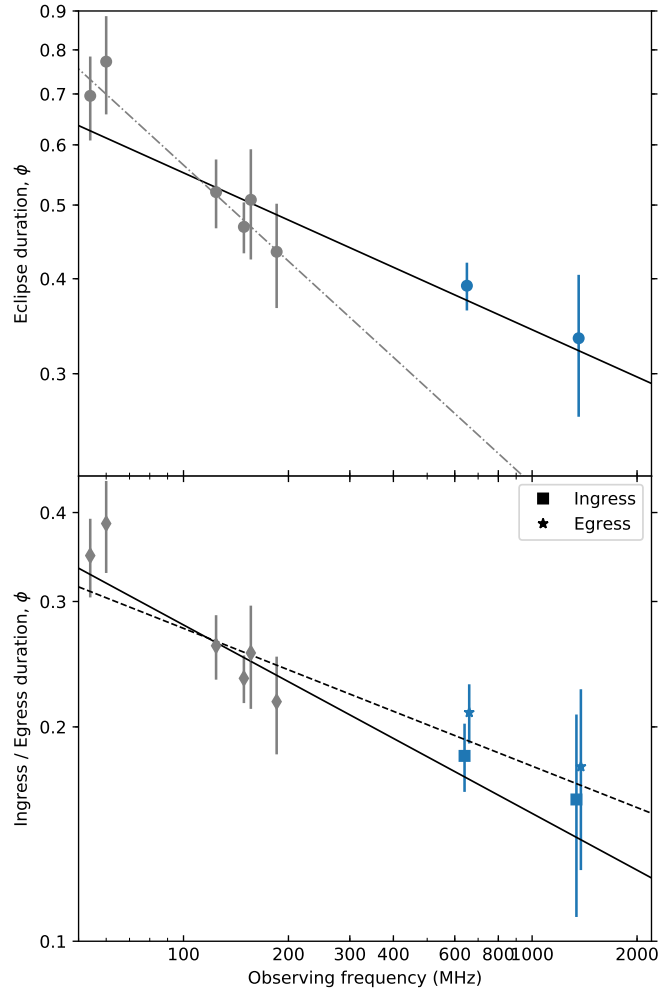 0.9
0.8
0.7
0.6
0.5
0.4
0.3
Eclipse duration, ϕ
Ingress
Egress
0.4
0.3
0.2
0.1
Ingress / Egress duration, ϕ
100 200 300 400 600 800 1000 2000
Observing frequency (MHz)